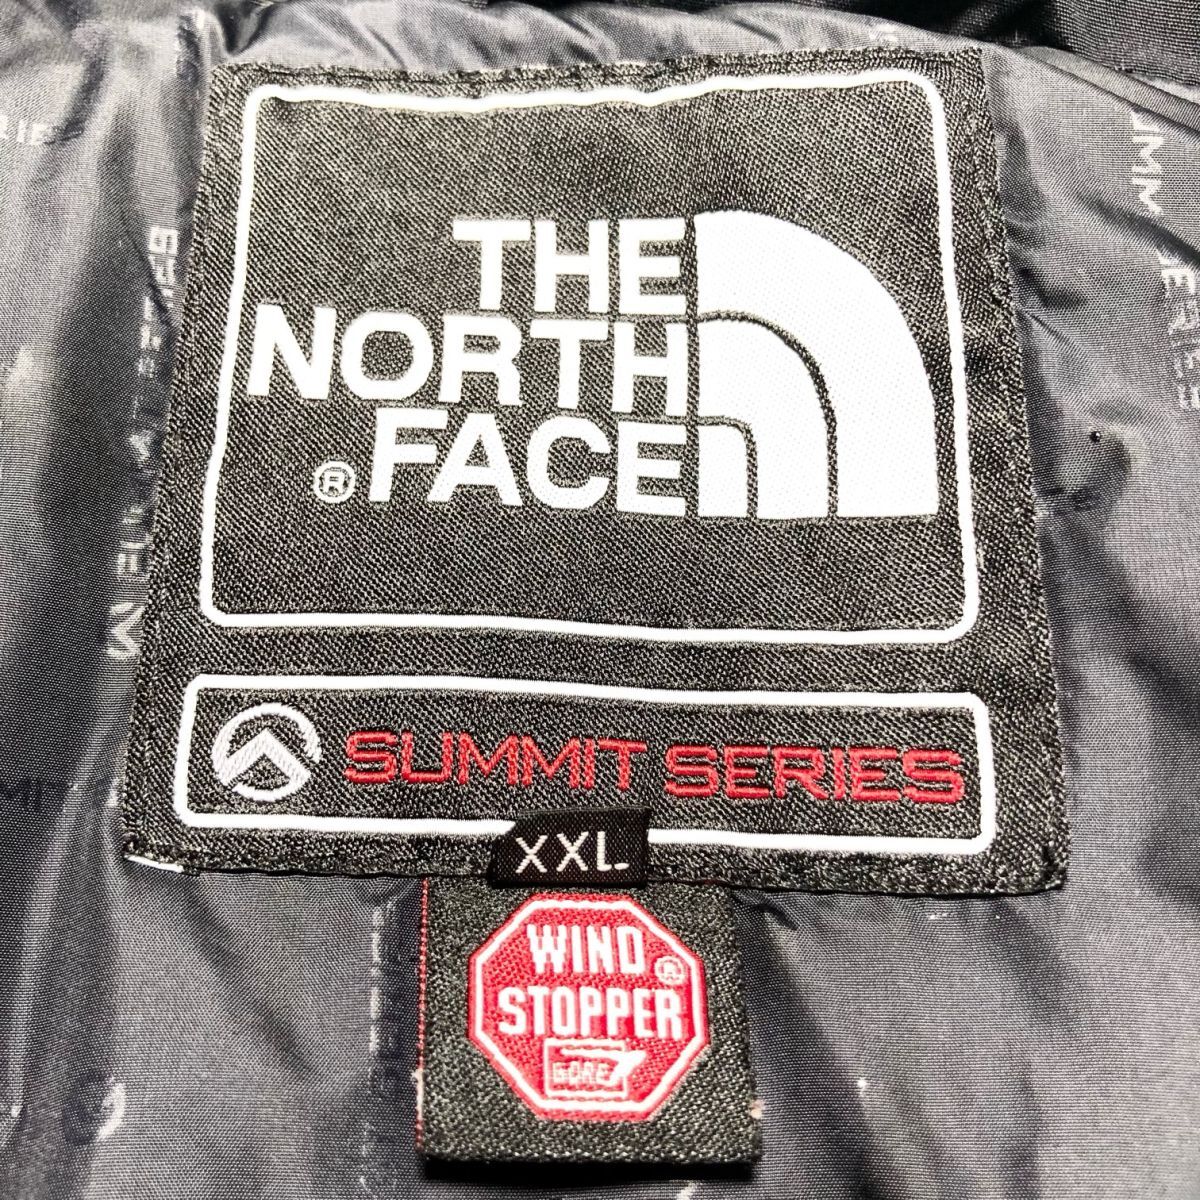 THE
NORTH
® FACE
SUMMIT SERIES
XXL
WIND ®
STOPPER
GORE